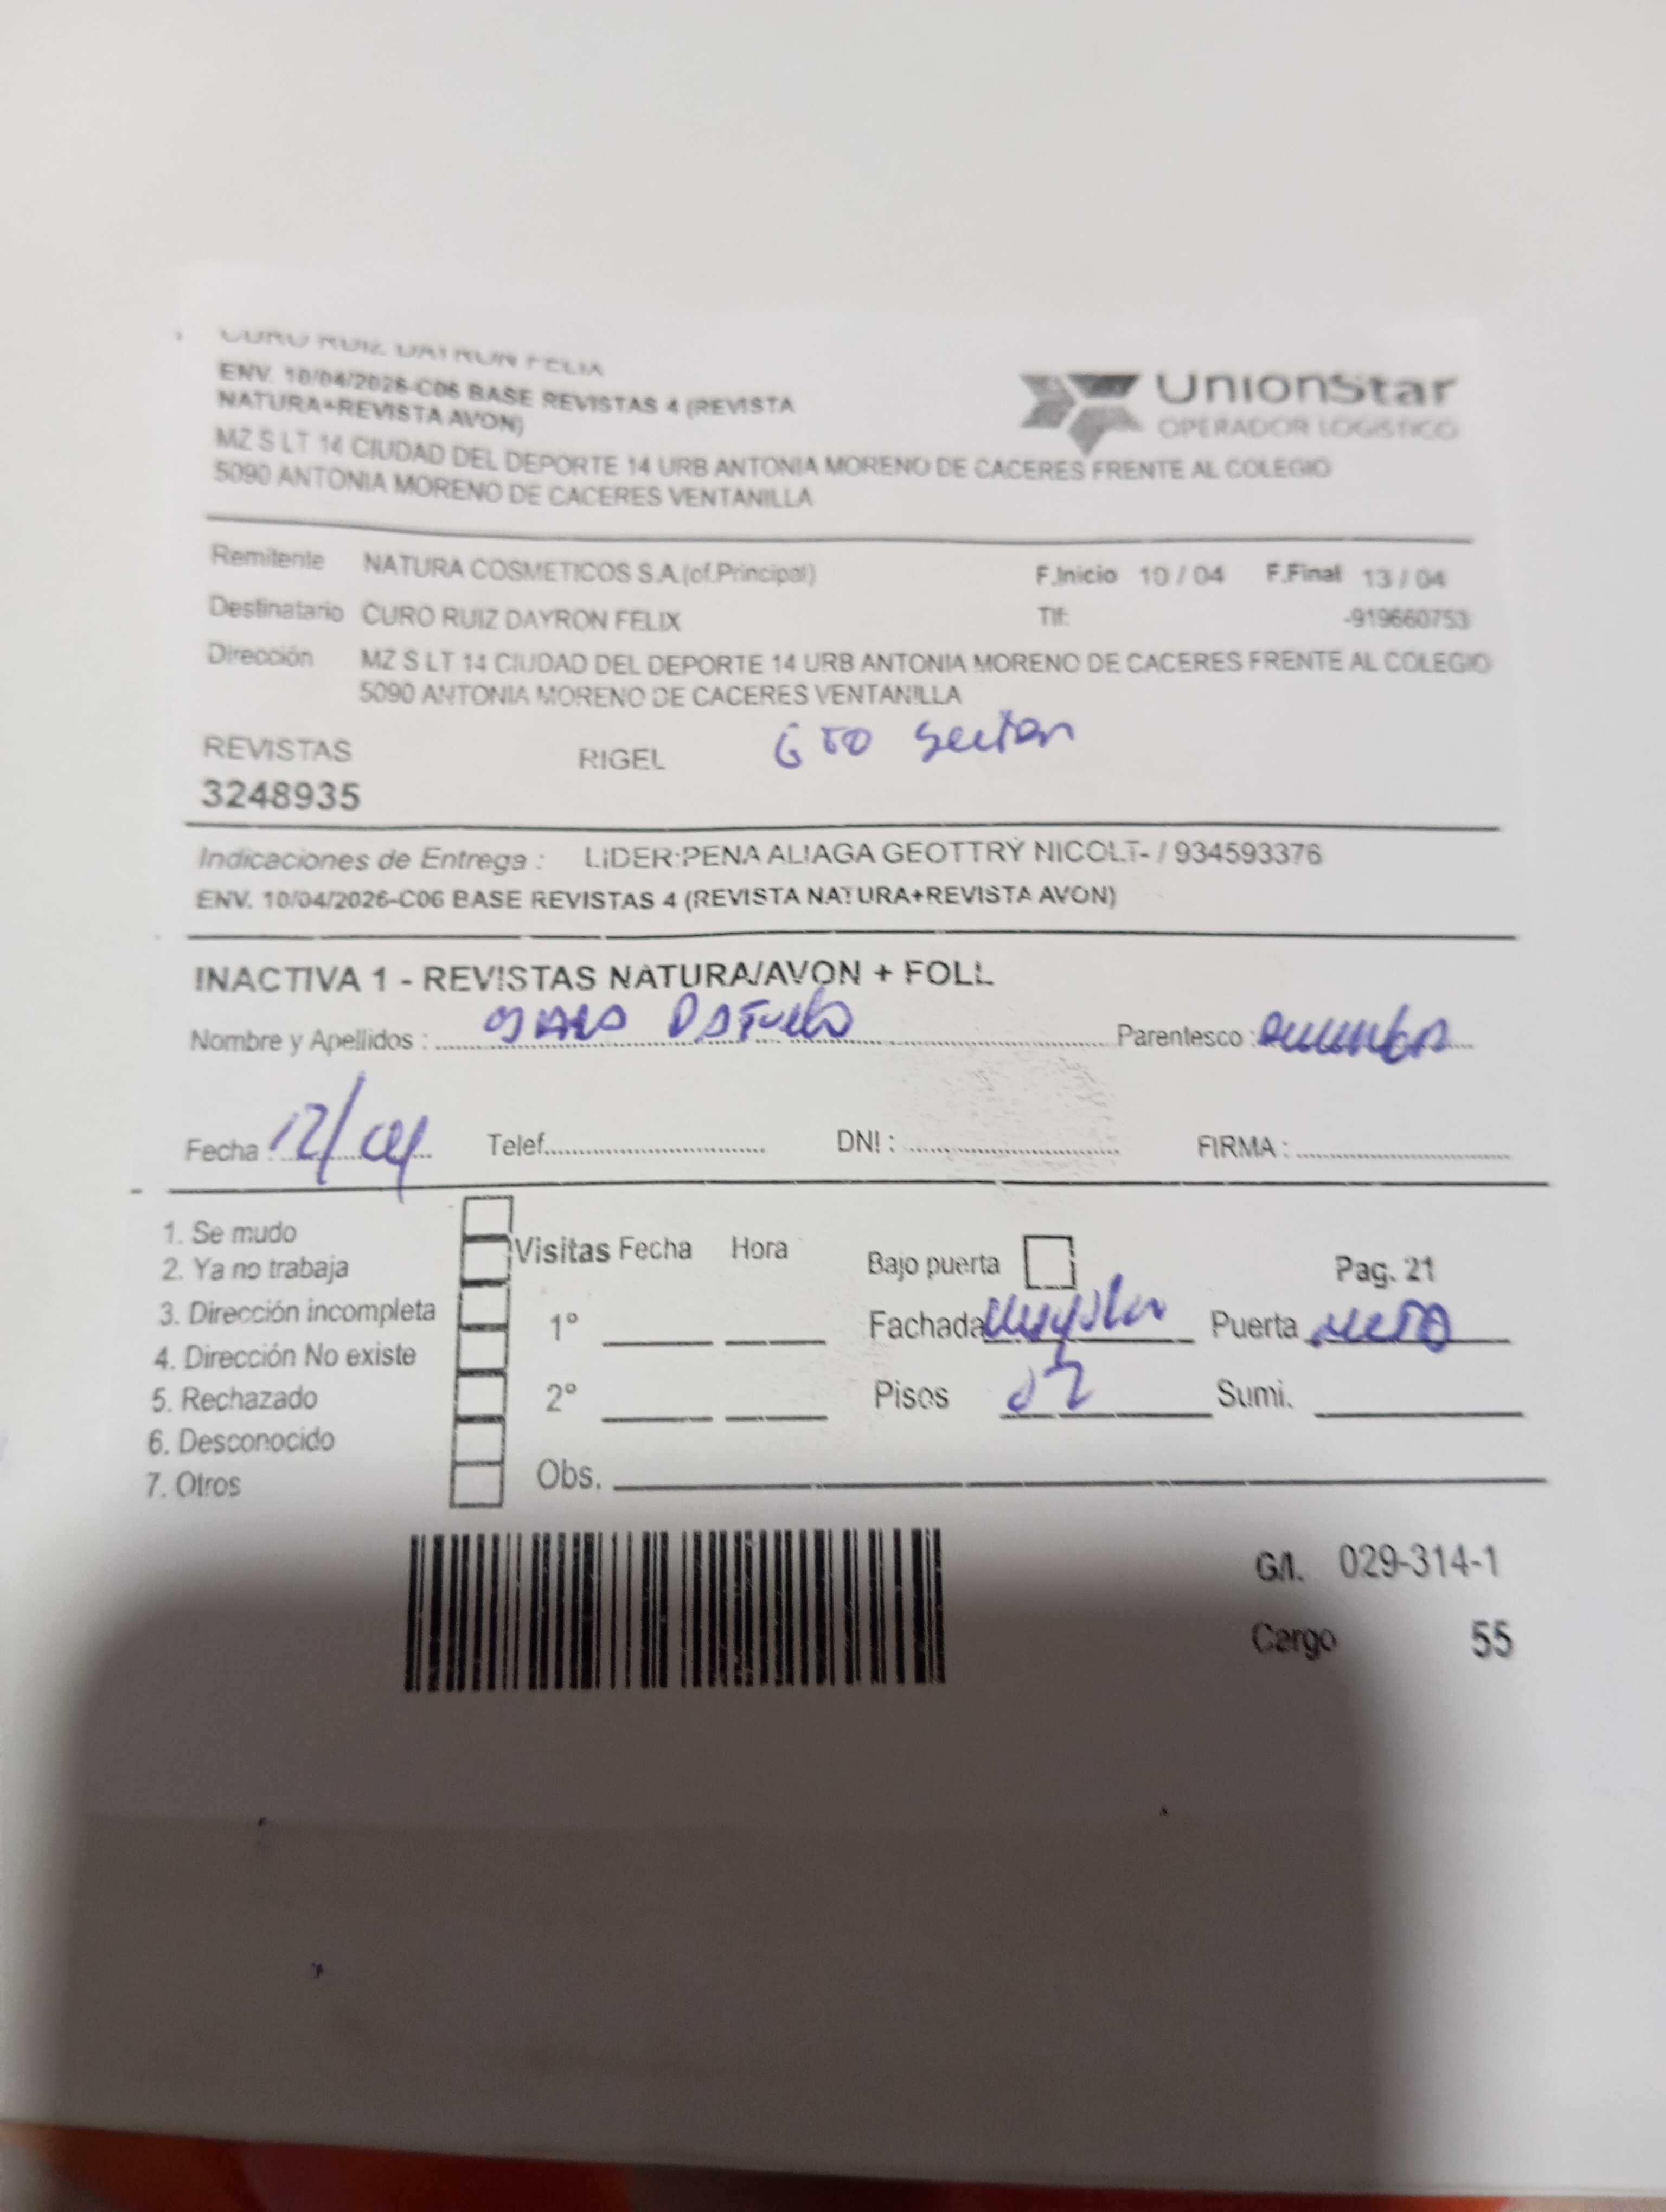 CURO RUIZ DAYRON FELIX
ENV. 10/04/2026-C06 BASE REVISTAS 4 (REVISTA
NATURA+REVISTA AVON)
UnionStar
OPERADOR LOGISTICO
MZ S LT 14 CIUDAD DEL DEPORTE 14 URB ANTONIA MORENO DE CACERES FRENTE AL COLEGIO
5090 ANTONIA MORENO DE CACERES VENTANILLA
Remitente NATURA COSMETICOS S.A.(of.Principal) F.Inicio 10 / 04 F.Final 13 / 04
Destinatario CURO RUIZ DAYRON FELIX Tlf: -919660753
Dirección MZ S LT 14 CIUDAD DEL DEPORTE 14 URB ANTONIA MORENO DE CACERES FRENTE AL COLEGIO
5090 ANTONIA MORENO DE CACERES VENTANILLA
REVISTAS RIGEL
3248935
Indicaciones de Entrega : LIDER:PENA ALIAGA GEOTTRY NICOLT- / 934593376
ENV. 10/04/2026-C06 BASE REVISTAS 4 (REVISTA NATURA+REVISTA AVON)
INACTIVA 1 - REVISTAS NATURA/AVON + FOLL
Nombre y Apellidos : Parentesco :
Fecha : 12/04 Telef. DNI : FIRMA :
1. Se mudo
2. Ya no trabaja
3. Dirección incompleta
4. Dirección No existe
5. Rechazado
6. Desconocido
7. Otros
Visitas Fecha Hora
1°
2°
Obs.
Bajo puerta Pag. 21
Fachada Puerta
Pisos 02 Sumi.
G/I. 029-314-1
Cargo 55